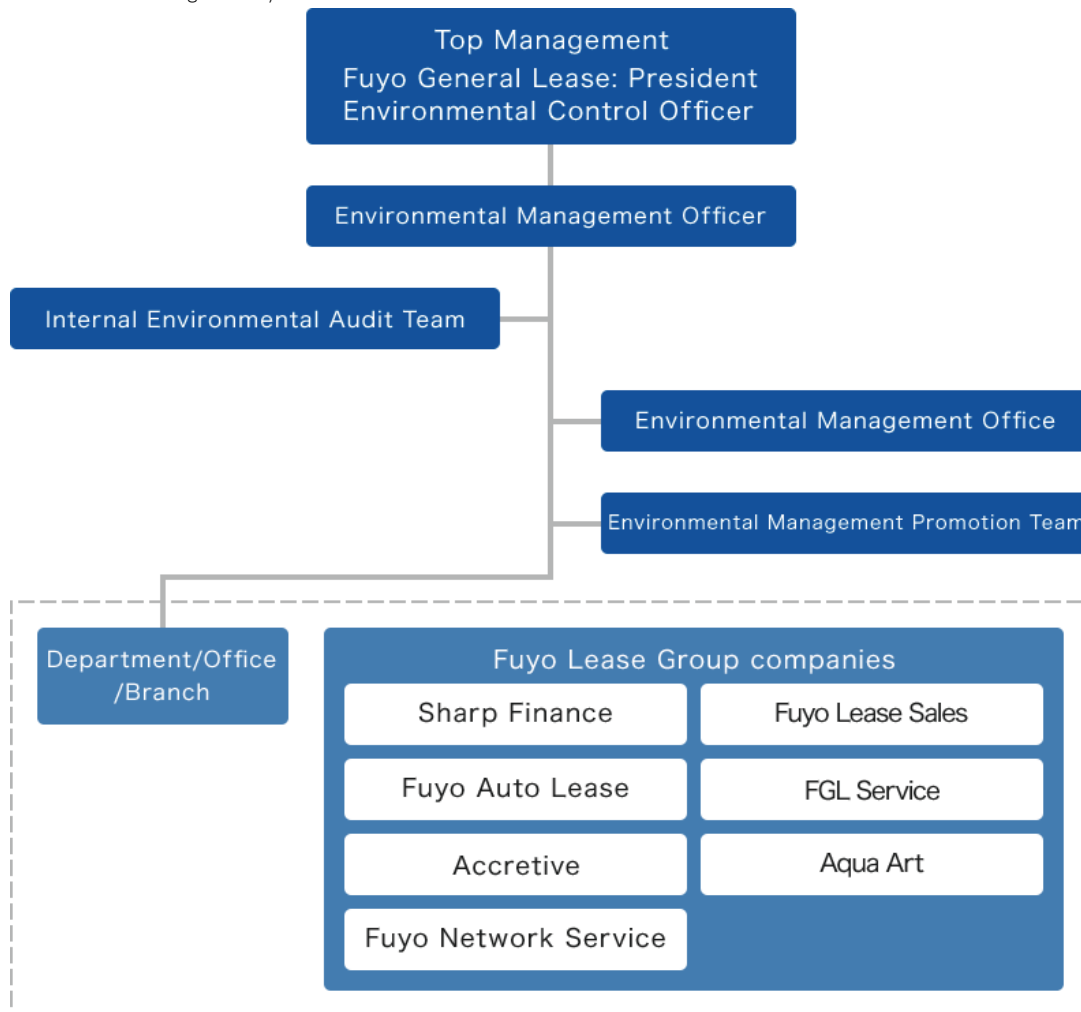 Top Management
Fuyo General Lease: President
Environmental Control Officer
Environmental Management Officer
Internal Environmental Audit Team
Environmental Management Office
Environmental Management Promotion Team
Department/Office
/Branch
Fuyo Lease Group companies
Sharp Finance
Fuyo Lease Sales
Fuyo Auto Lease
FGL Service
Accretive
Aqua Art
Fuyo Network Service